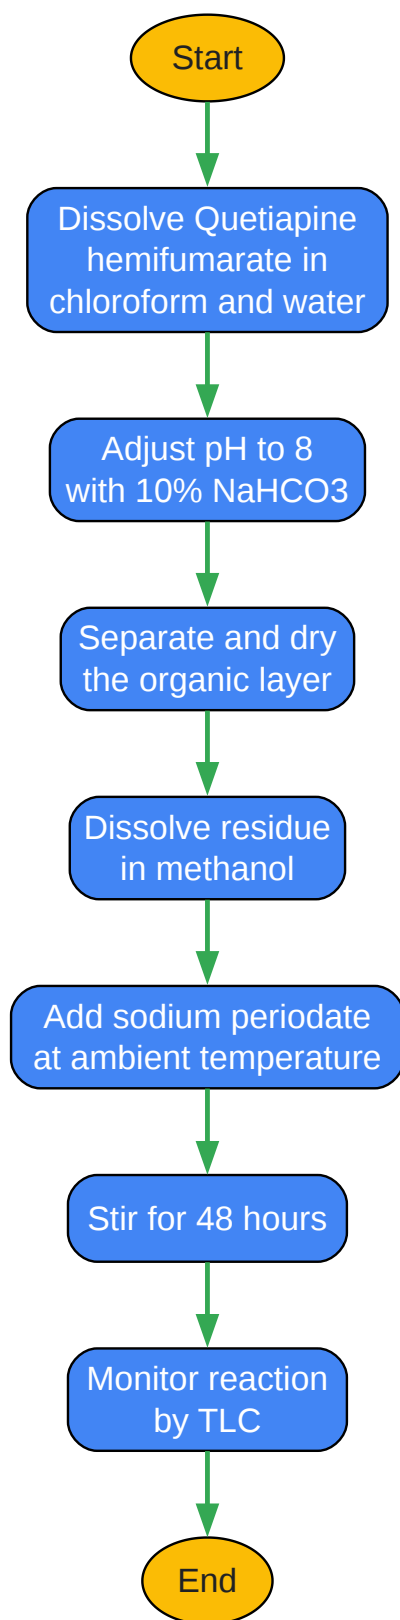 Start
Dissolve Quetiapine
hemifumarate in
chloroform and water
Adjust pH to 8
with 10% NaHCO3
Separate and dry
the organic layer
Dissolve residue
in methanol
Add sodium periodate
at ambient temperature
Stir for 48 hours
Monitor reaction
by TLC
End